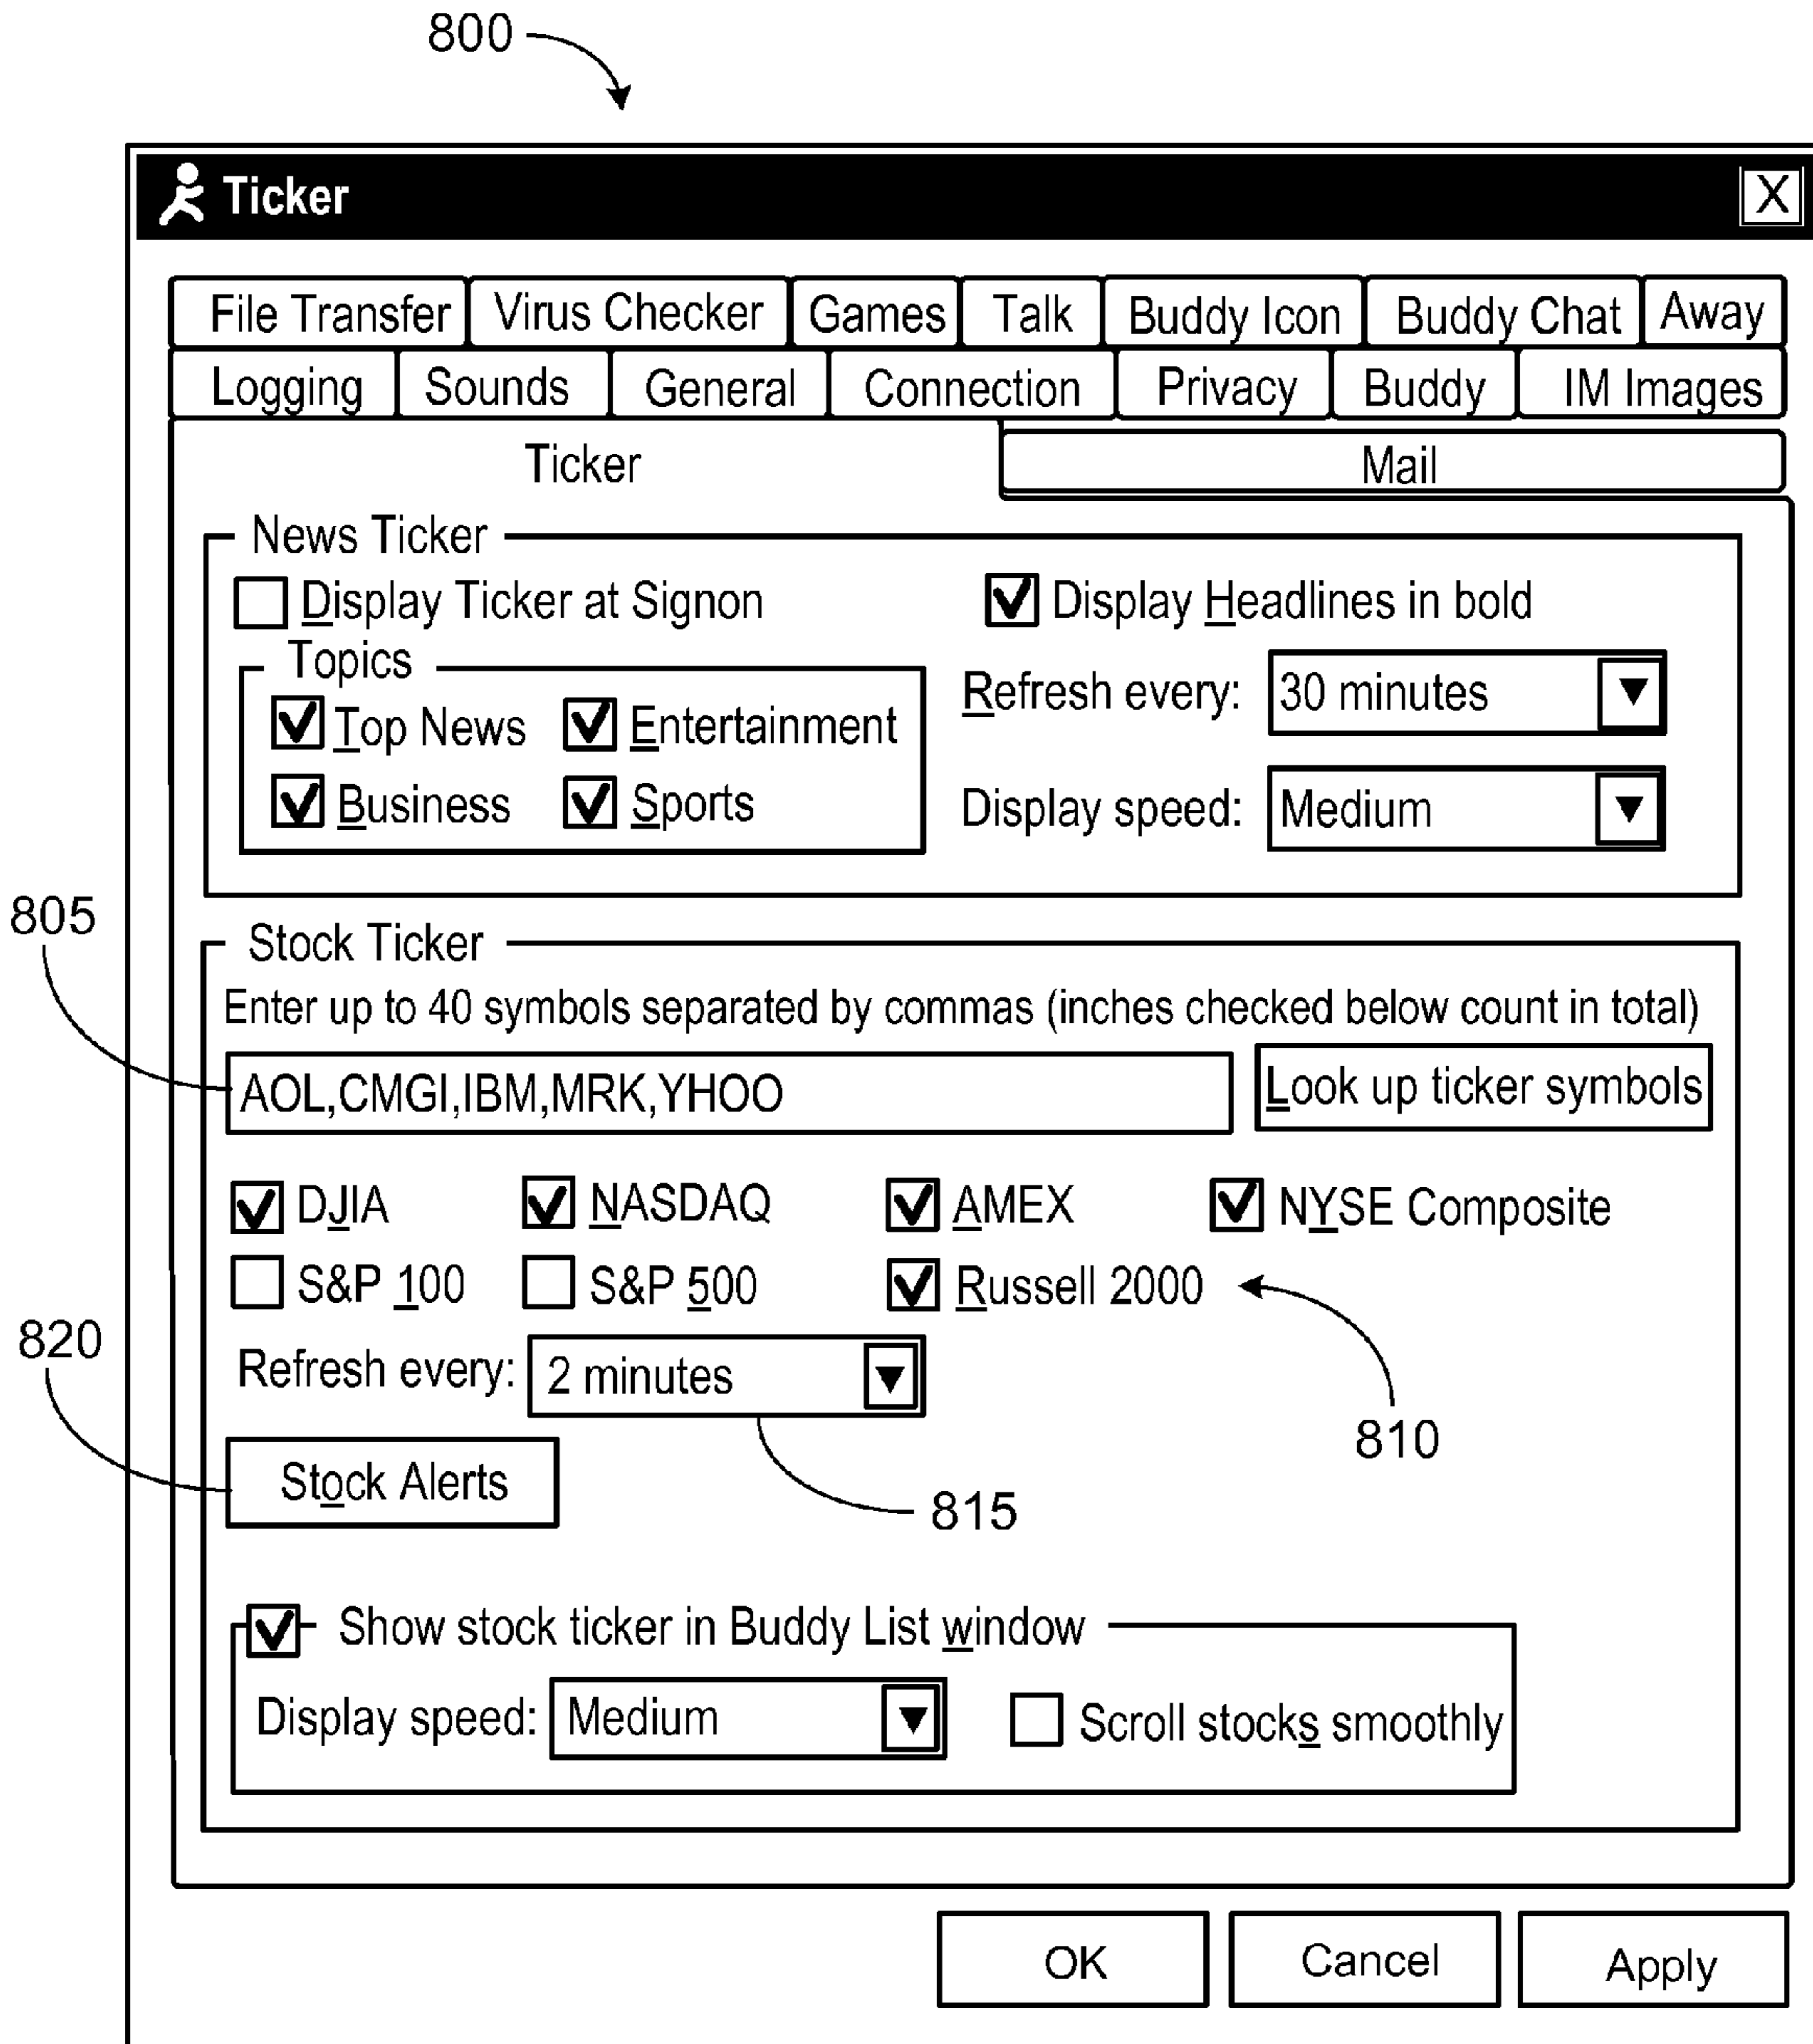 800
Ticker X
File Transfer Virus Checker Games Talk Buddy Icon Buddy Chat Away
Logging Sounds General Connection Privacy Buddy IM Images
Ticker Mail
News Ticker
Display Ticker at Signon Display Headlines in bold
Topics
Top News Entertainment Refresh every: 30 minutes
Business Sports Display speed: Medium
805
Stock Ticker
Enter up to 40 symbols separated by commas (inches checked below count in total)
AOL,CMGI,IBM,MRK,YHOO Look up ticker symbols
DJIA NASDAQ AMEX NYSE Composite
S&P 100 S&P 500 Russell 2000
820
Refresh every: 2 minutes
810
Stock Alerts
815
Show stock ticker in Buddy List window
Display speed: Medium Scroll stocks smoothly
OK Cancel Apply